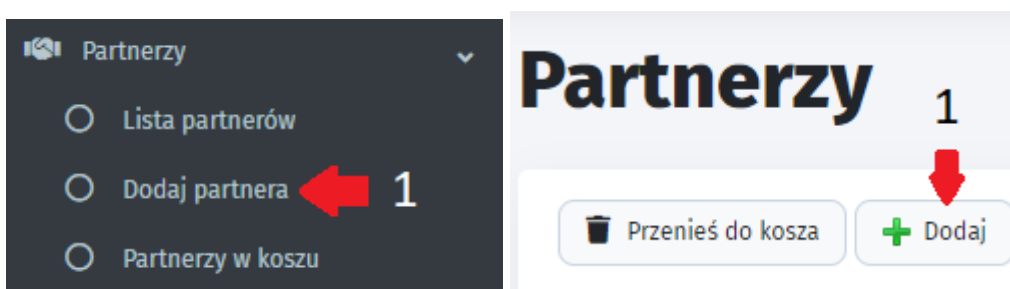 Partnerzy
Lista partnerów
Dodaj partnera 1
Partnerzy w koszu
Partnerzy
1
Przenieś do kosza
Dodaj